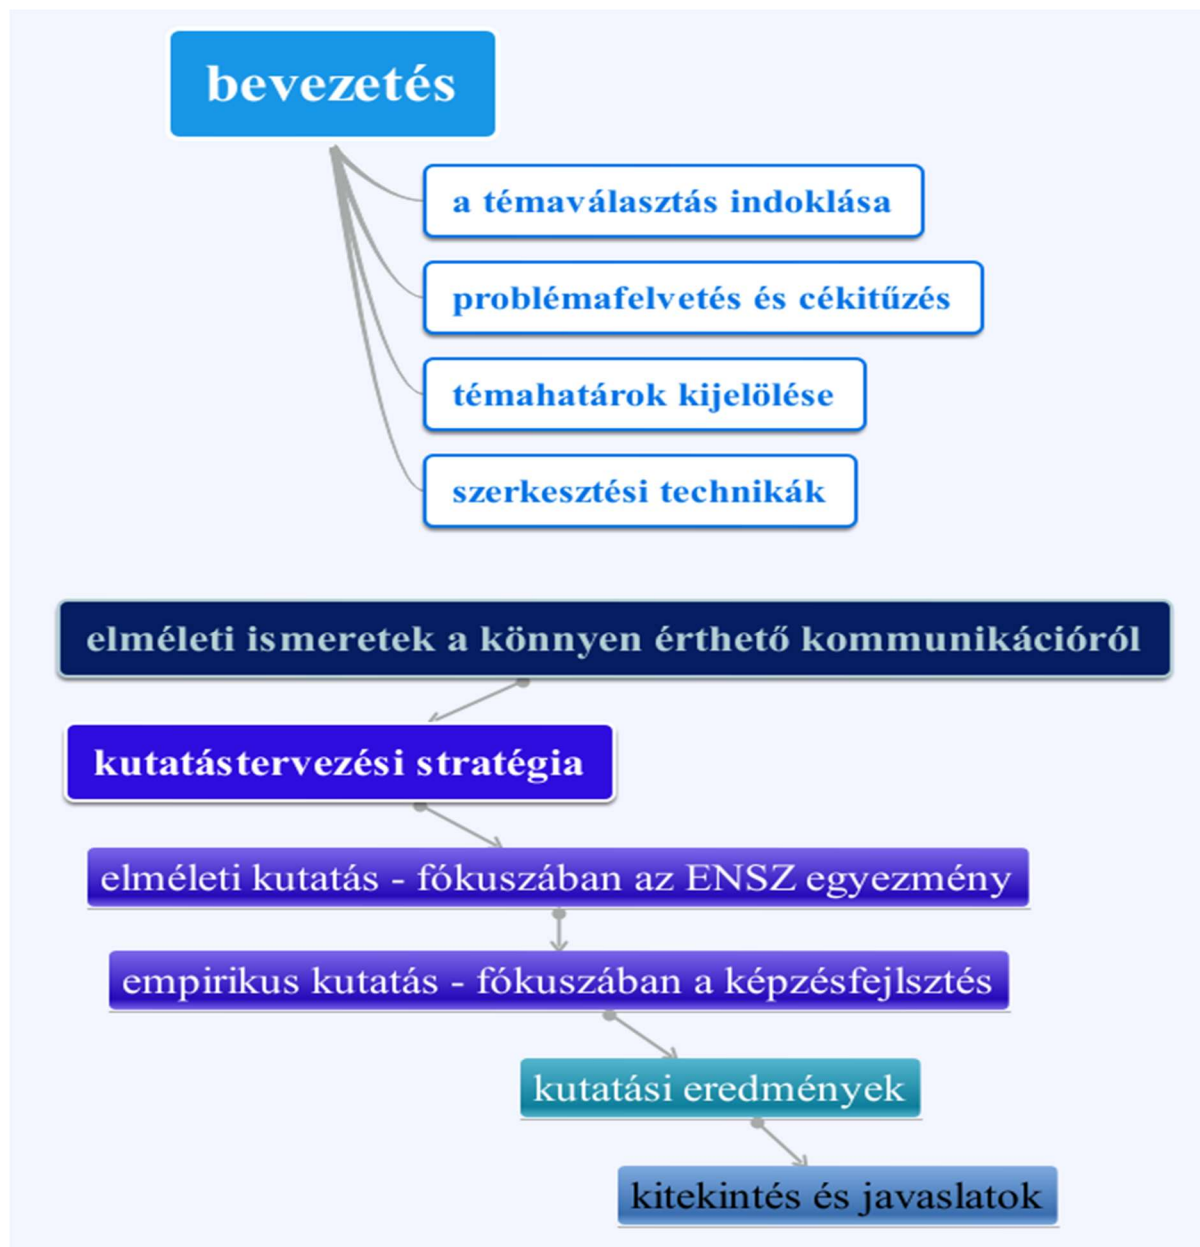 bevezetés
a témaválasztás indoklása
problémafelvetés és cékitűzés
témahatárok kijelölése
szerkesztési technikák
elméleti ismeretek a könnyen érthető kommunikációról
kutatástervezési stratégia
elméleti kutatás - fókuszában az ENSZ egyezmény
empirikus kutatás - fókuszában a képzésfejlsztés
kutatási eredmények
kitekintés és javaslatok